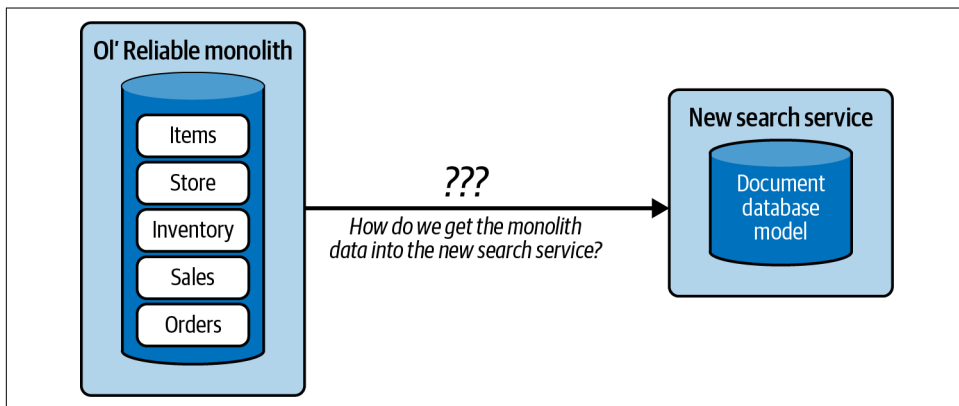 Ol' Reliable monolith
Items
Store
Inventory
Sales
Orders
???
How do we get the monolith
data into the new search service?
New search service
Document
database
model